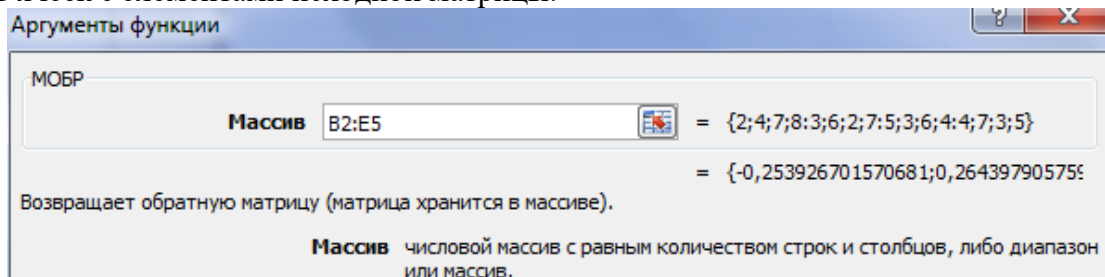 Аргументы функции
МОБР
Массив B2:E5 = {2;4;7;8:3;6;2;7:5;3;6;4:4;7;3;5}
= {-0,253926701570681;0,264397905759
Возвращает обратную матрицу (матрица хранится в массиве).
Массив числовой массив с равным количеством строк и столбцов, либо диапазон
или массив.